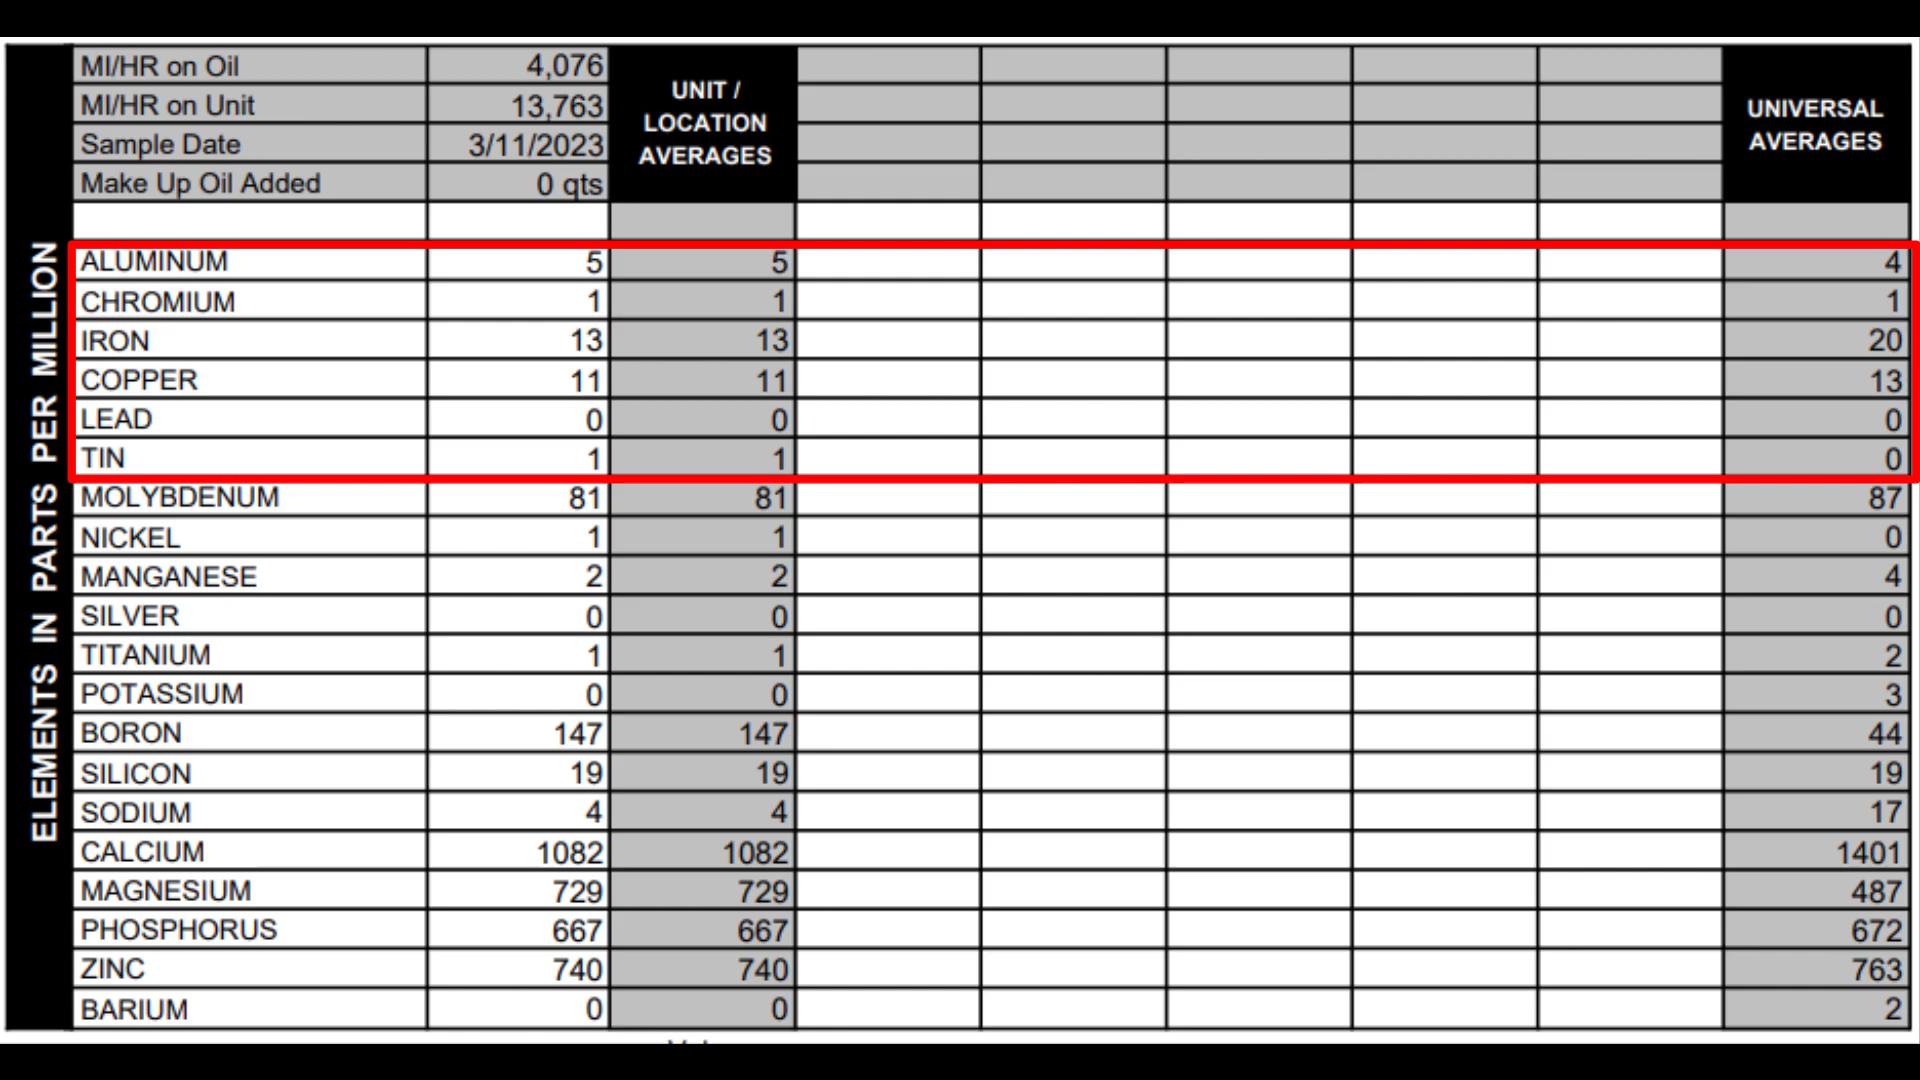 MI/HR on Oil 4,076
MI/HR on Unit 13,763
Sample Date 3/11/2023
Make Up Oil Added 0 qts
UNIT /
LOCATION
AVERAGES
UNIVERSAL
AVERAGES
ELEMENTS IN PARTS PER MILLION
ALUMINUM 5 5 4
CHROMIUM 1 1 1
IRON 13 13 20
COPPER 11 11 13
LEAD 0 0 0
TIN 1 1 0
MOLYBDENUM 81 81 87
NICKEL 1 1 0
MANGANESE 2 2 4
SILVER 0 0 0
TITANIUM 1 1 2
POTASSIUM 0 0 3
BORON 147 147 44
SILICON 19 19 19
SODIUM 4 4 17
CALCIUM 1082 1082 1401
MAGNESIUM 729 729 487
PHOSPHORUS 667 667 672
ZINC 740 740 763
BARIUM 0 0 2